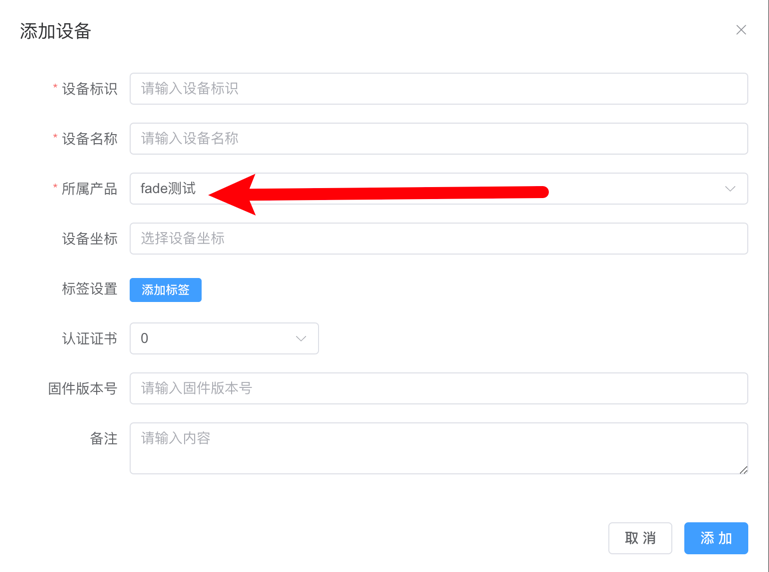 添加设备
* 设备标识 请输入设备标识
* 设备名称 请输入设备名称
* 所属产品 fade测试
设备坐标 选择设备坐标
标签设置 添加标签
认证证书 0
固件版本号 请输入固件版本号
备注 请输入内容
取消 添加